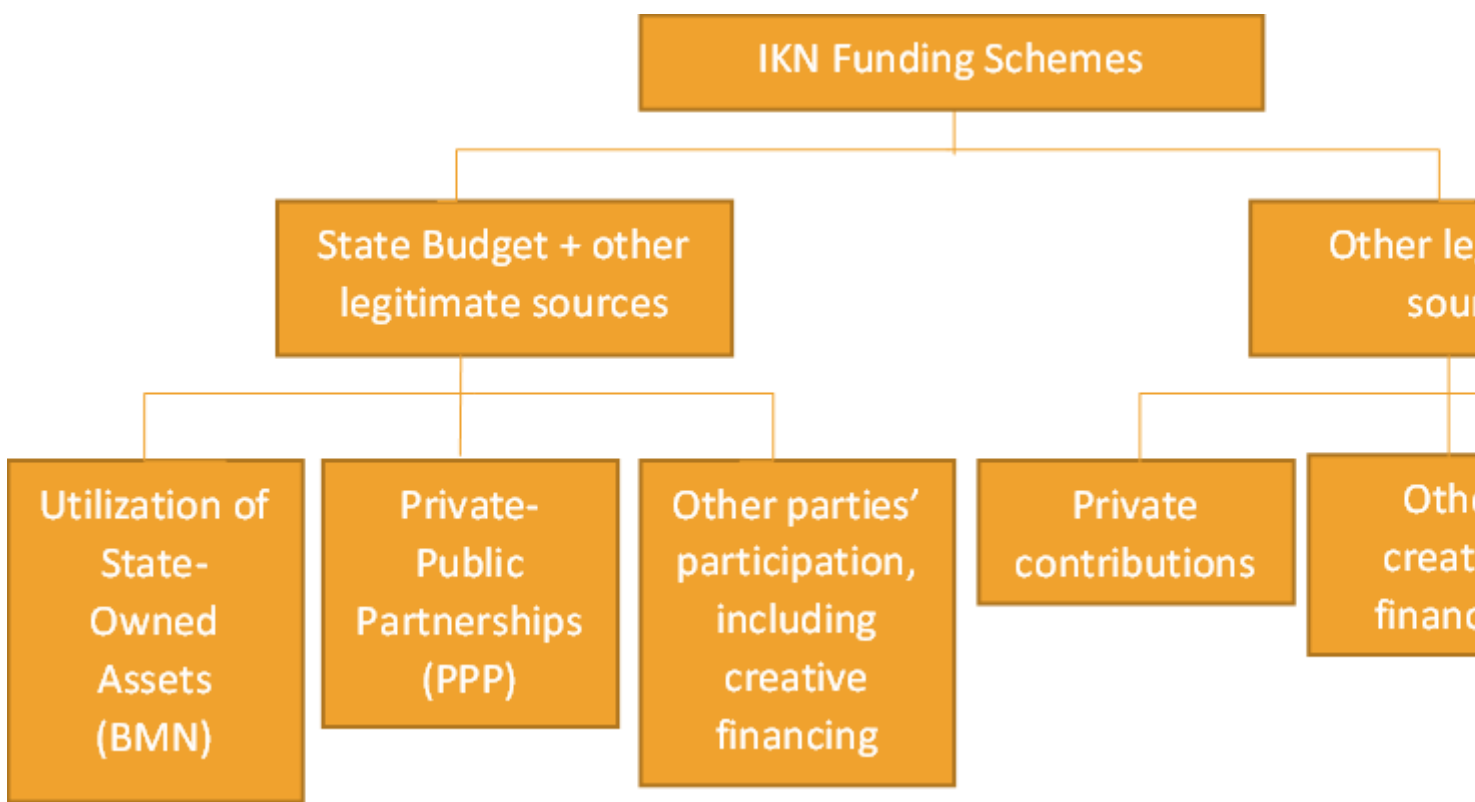 IKN Funding Schemes
State Budget + other
legitimate sources
Other
Utilization of
State-
Owned
Assets
(BMN)
Private-
Public
Partnerships
(PPP)
Other parties’
participation,
including
creative
financing
Private
contributions